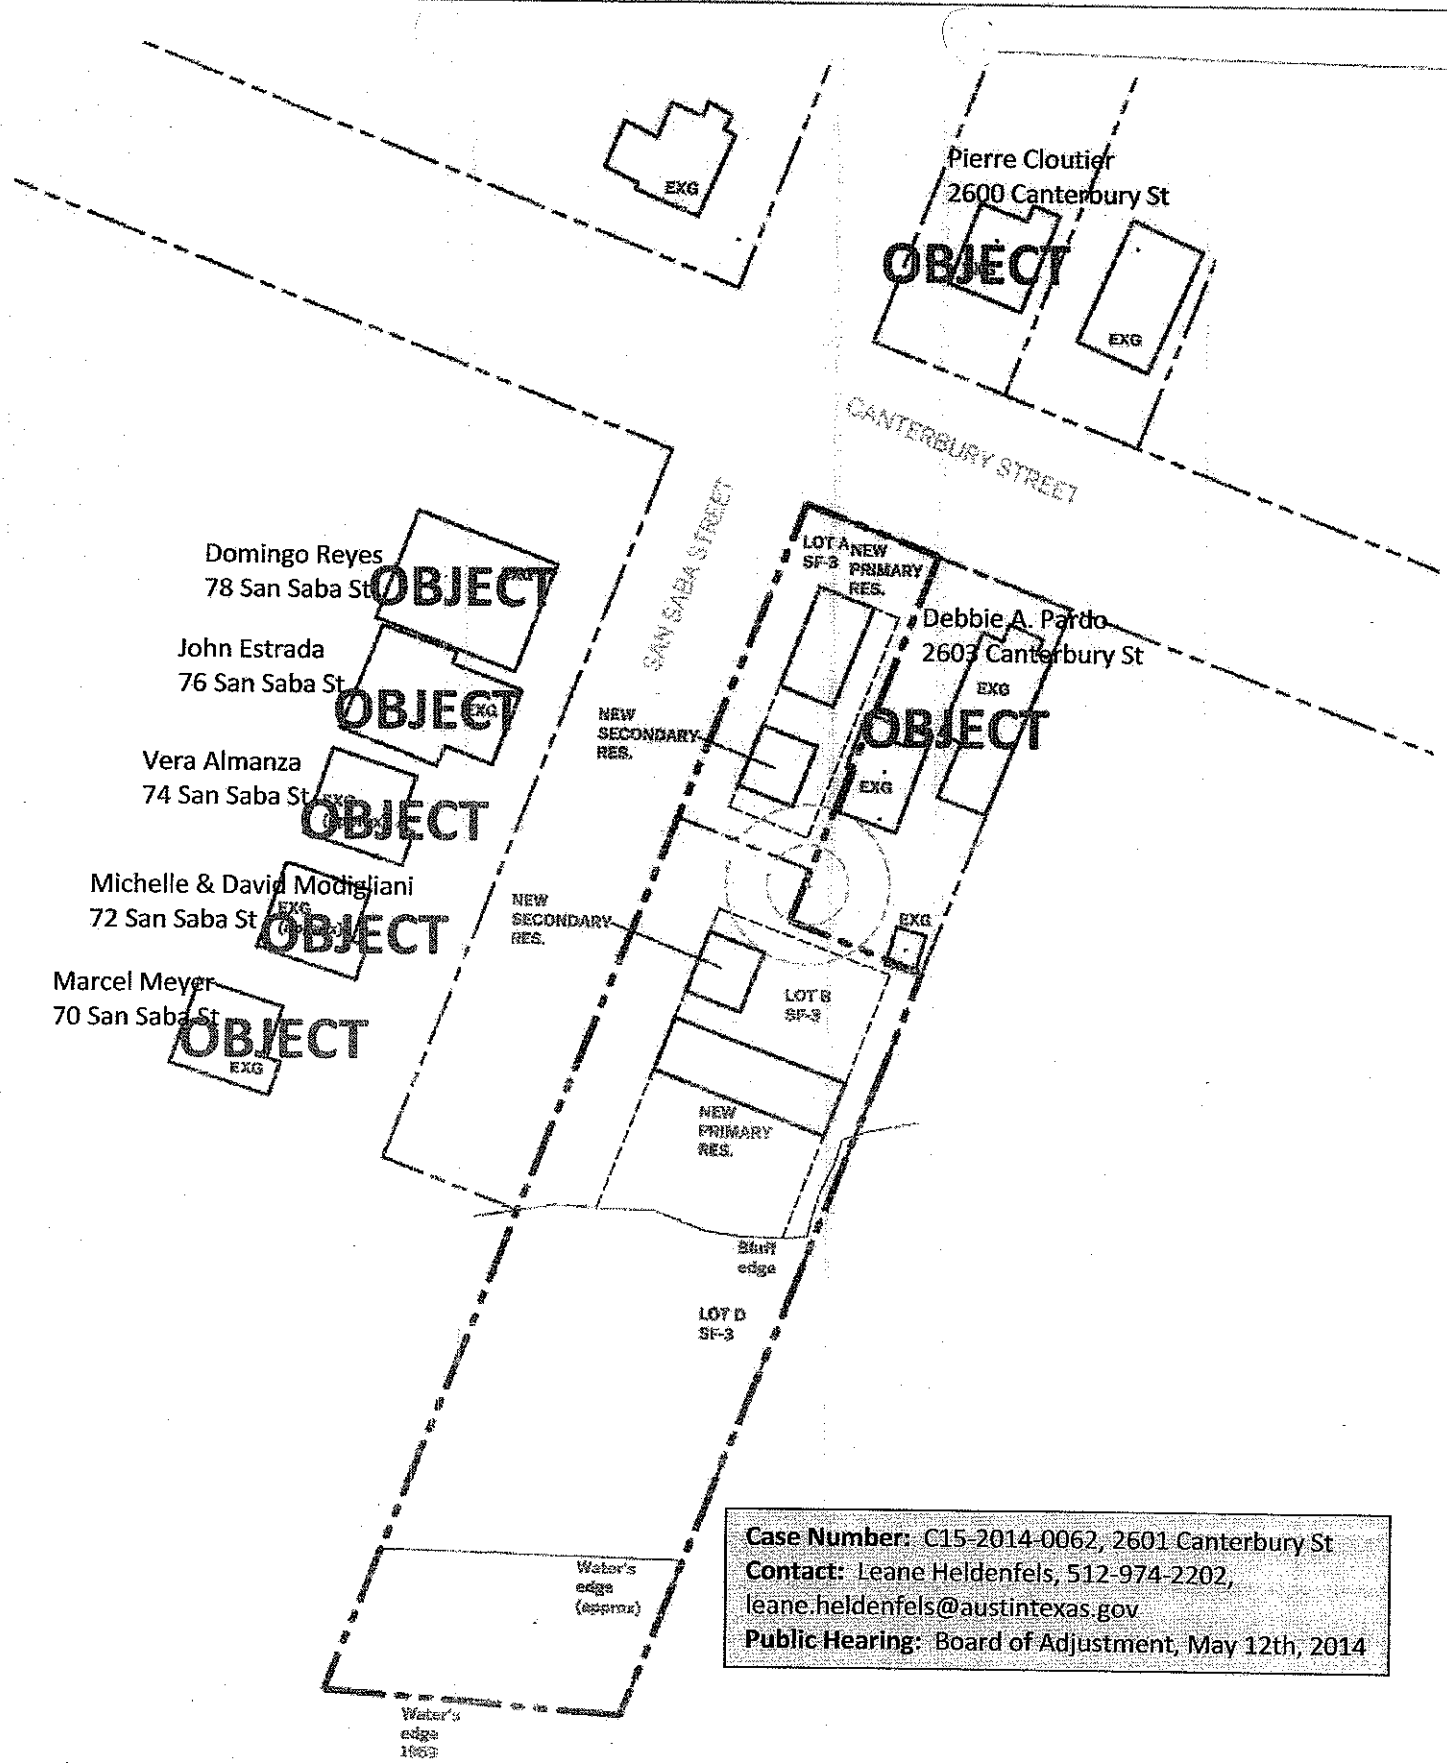 EXG
Pierre Cloutier
2600 Canterbury St
OBJECT
EXG
CANTERBURY STREET
SAN SABA STREET
Domingo Reyes
78 San Saba St
OBJECT
John Estrada
76 San Saba St
OBJECT
EXG
Vera Almanza
74 San Saba St
EXG
OBJECT
Michelle & David Modigliani
72 San Saba St
EXG
OBJECT
Marcel Meyer
70 San Saba St
OBJECT
EXG
LOT A
SF-3
NEW
PRIMARY
RES.
Debbie A. Pardo
2603 Canterbury St
EXG
OBJECT
EXG
NEW
SECONDARY
RES.
NEW
SECONDARY
RES.
EXG
LOT B
SF-3
NEW
PRIMARY
RES.
Bluff
edge
LOT D
SF-3
Water's
edge
(approx)
Water's
edge
1969
Case Number: C15-2014-0062, 2601 Canterbury St
Contact: Leane Heldenfels, 512-974-2202,
leane.heldenfels@austintexas.gov
Public Hearing: Board of Adjustment, May 12th, 2014